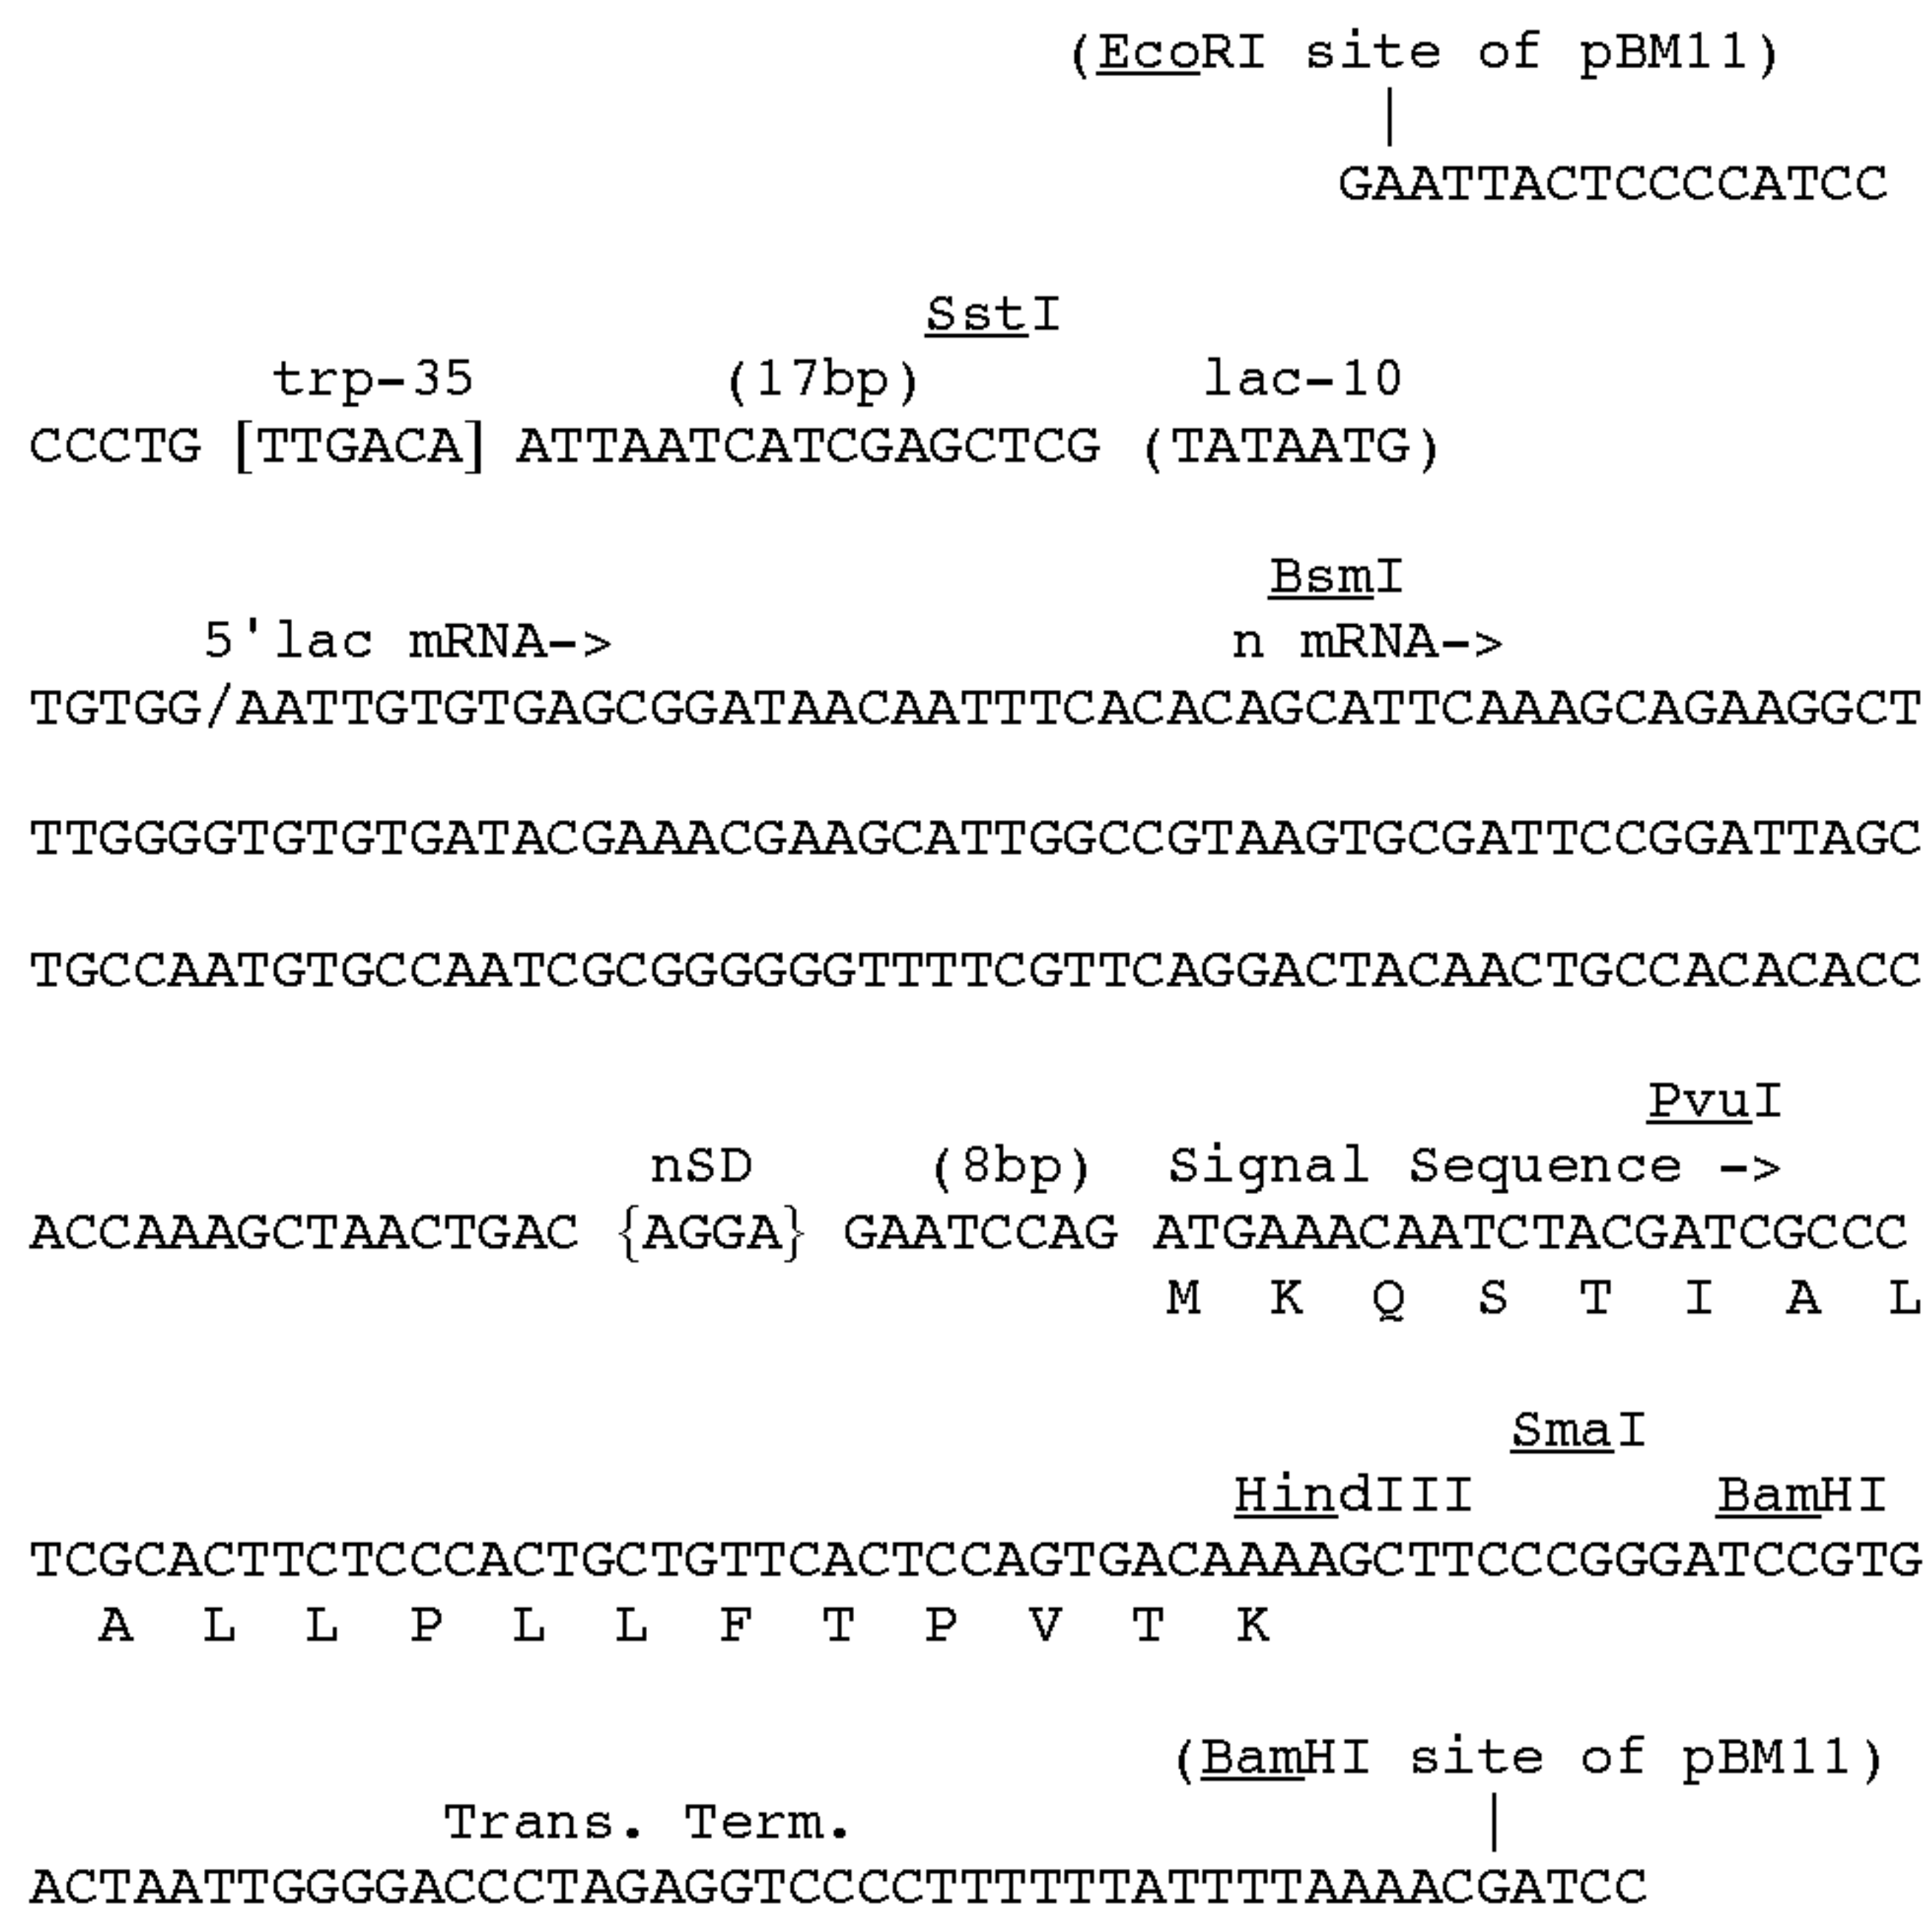 (EcoRI site of pBM11)
|
GAATTACTCCCCATCC
SstI
trp-35 (17bp) lac-10
CCCTG [TTGACA] ATTAATCATCGAGCTCG (TATAATG)
BsmI
5'lac mRNA-> n mRNA->
TGTGG/AATTGTGTGAGCGGATAACAATTTCACACAGCATTCAAAGCAGAAGGCT
TTGGGGTGTGTGATACGAAACGAAGCATTGGCCGTAAGTGCGATTCCGGATTAGC
TGCCAATGTGCCAATCGCGGGGGGTTTTCGTTCAGGACTACAACTGCCACACACC
PvuI
nSD (8bp) Signal Sequence ->
ACCAAAGCTAACTGAC {AGGA} GAATCCAG ATGAAACAATCTACGATCGCCC
M K Q S T I A L
SmaI
HindIII BamHI
TCGCACTTCTCCCACTGCTGTTCACTCCAGTGACAAAAGCTTCCCGGGATCCGTG
A L L P L L F T P V T K
(BamHI site of pBM11)
|
Trans. Term.
ACTAATTGGGGACCCTAGAGGTCCCCTTTTTTATTTTAAAACGATCC